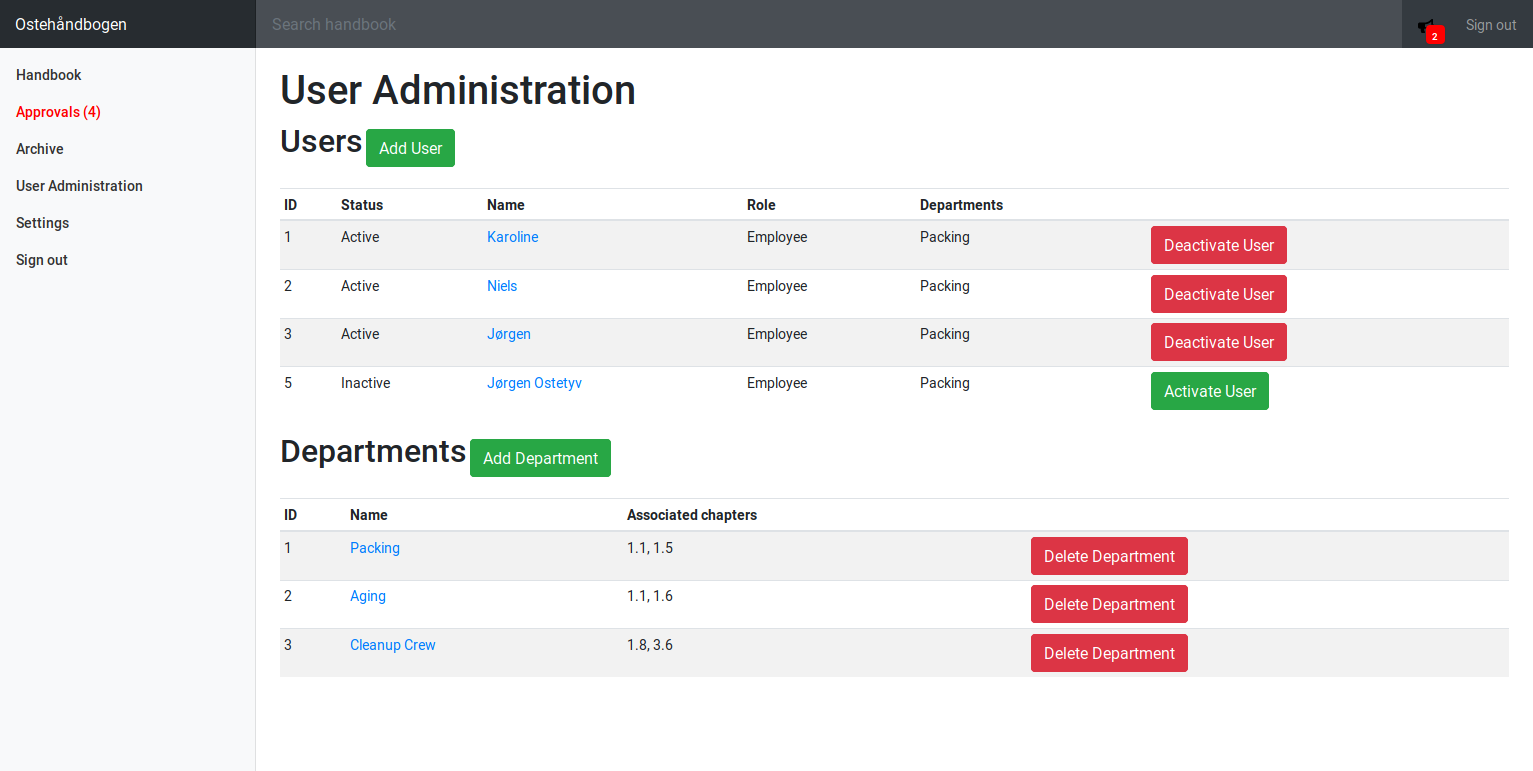 Ostehåndbogen Search handbook 2 Sign out
Handbook
Approvals (4)
Archive
User Administration
Settings
Sign out
User Administration
Users Add User
ID Status Name Role Departments
1 Active Karoline Employee Packing Deactivate User
2 Active Niels Employee Packing Deactivate User
3 Active Jørgen Employee Packing Deactivate User
5 Inactive Jørgen Ostetyv Employee Packing Activate User
Departments Add Department
ID Name Associated chapters
1 Packing 1.1, 1.5 Delete Department
2 Aging 1.1, 1.6 Delete Department
3 Cleanup Crew 1.8, 3.6 Delete Department